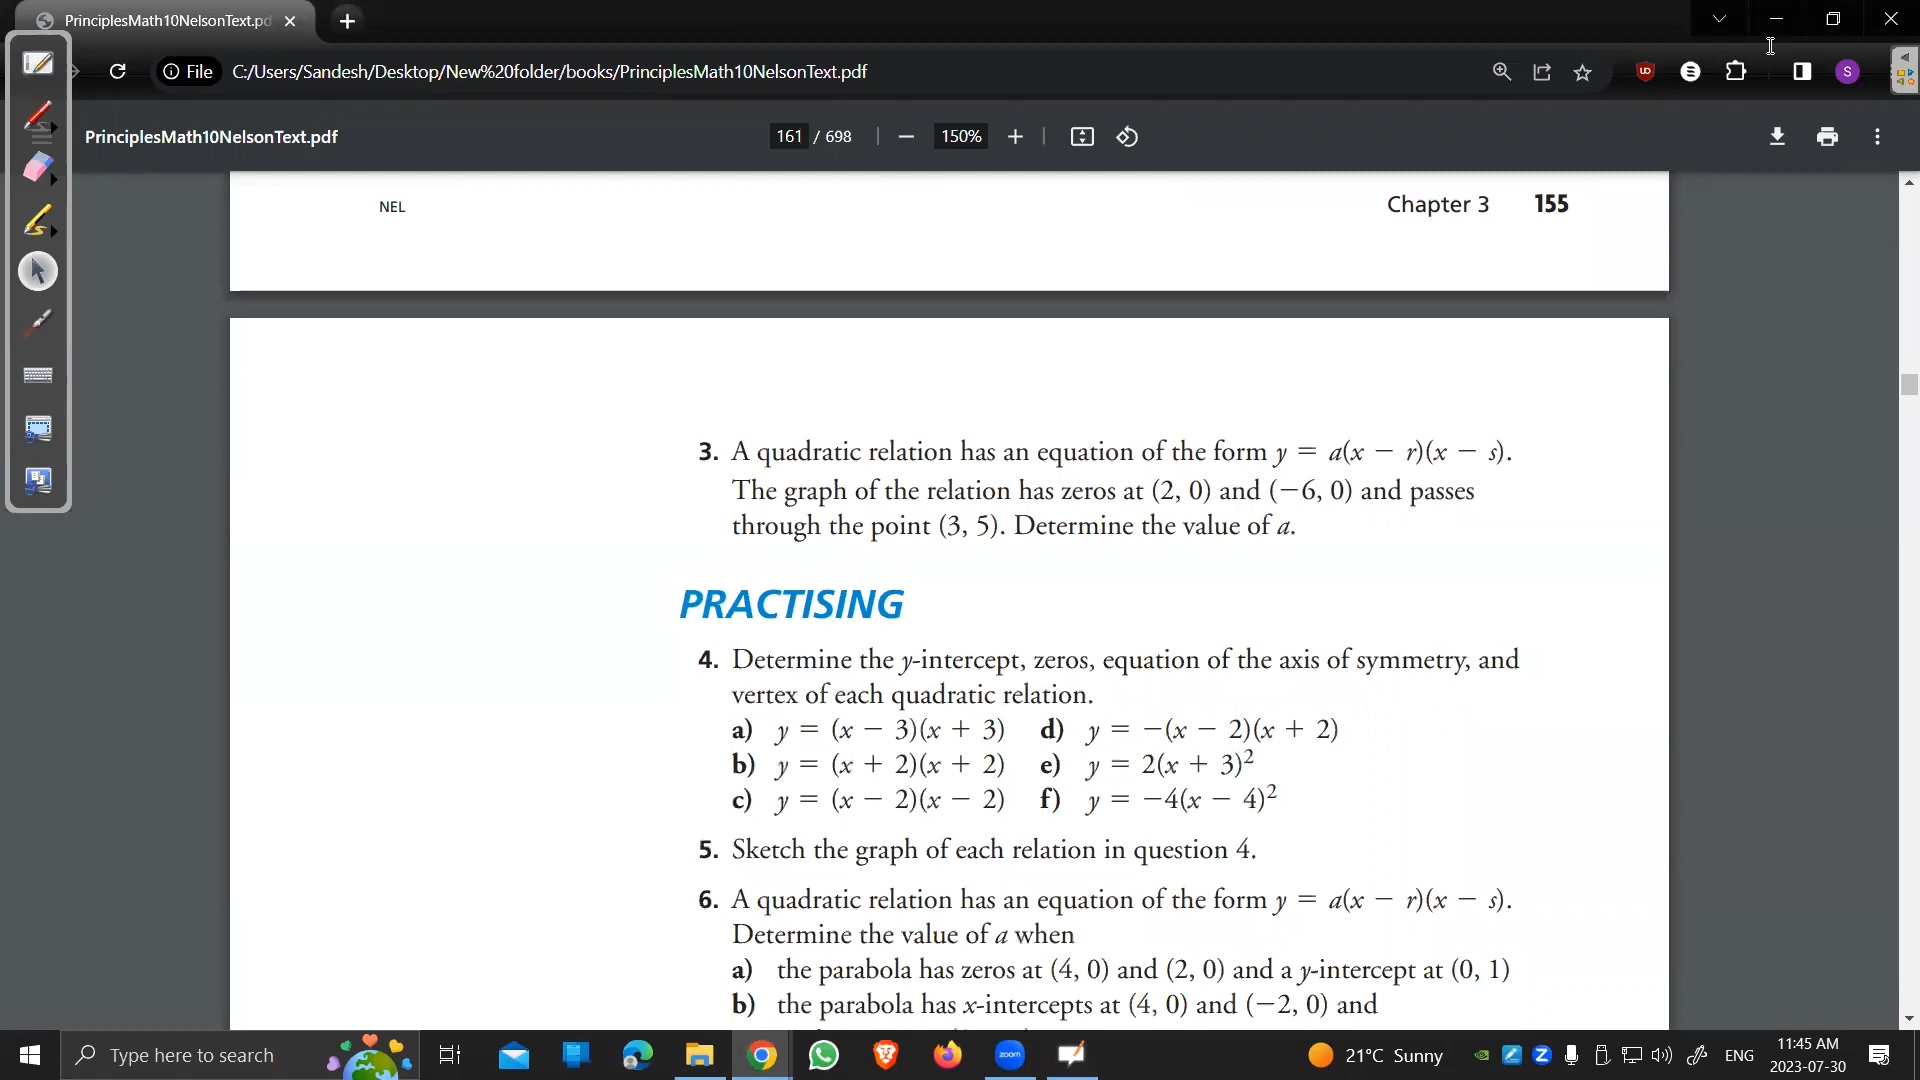 PrinciplesMath10NelsonText.pd
File C:/Users/Sandesh/Desktop/New%20folder/books/PrinciplesMath10NelsonText.pdf
S
PrinciplesMath10NelsonText.pdf 161 / 698 150%
NEL Chapter 3 155
3. A quadratic relation has an equation of the form y = a(x − r)(x − s).
The graph of the relation has zeros at (2, 0) and (−6, 0) and passes
through the point (3, 5). Determine the value of a.
PRACTISING
4. Determine the y-intercept, zeros, equation of the axis of symmetry, and
vertex of each quadratic relation.
a) y = (x − 3)(x + 3) d) y = −(x − 2)(x + 2)
b) y = (x + 2)(x + 2) e) y = 2(x + 3)²
c) y = (x − 2)(x − 2) f) y = −4(x − 4)²
5. Sketch the graph of each relation in question 4.
6. A quadratic relation has an equation of the form y = a(x − r)(x − s).
Determine the value of a when
a) the parabola has zeros at (4, 0) and (2, 0) and a y-intercept at (0, 1)
b) the parabola has x-intercepts at (4, 0) and (−2, 0) and
Type here to search zoom 21°C Sunny Z ENG 11:45 AM
2023-07-30